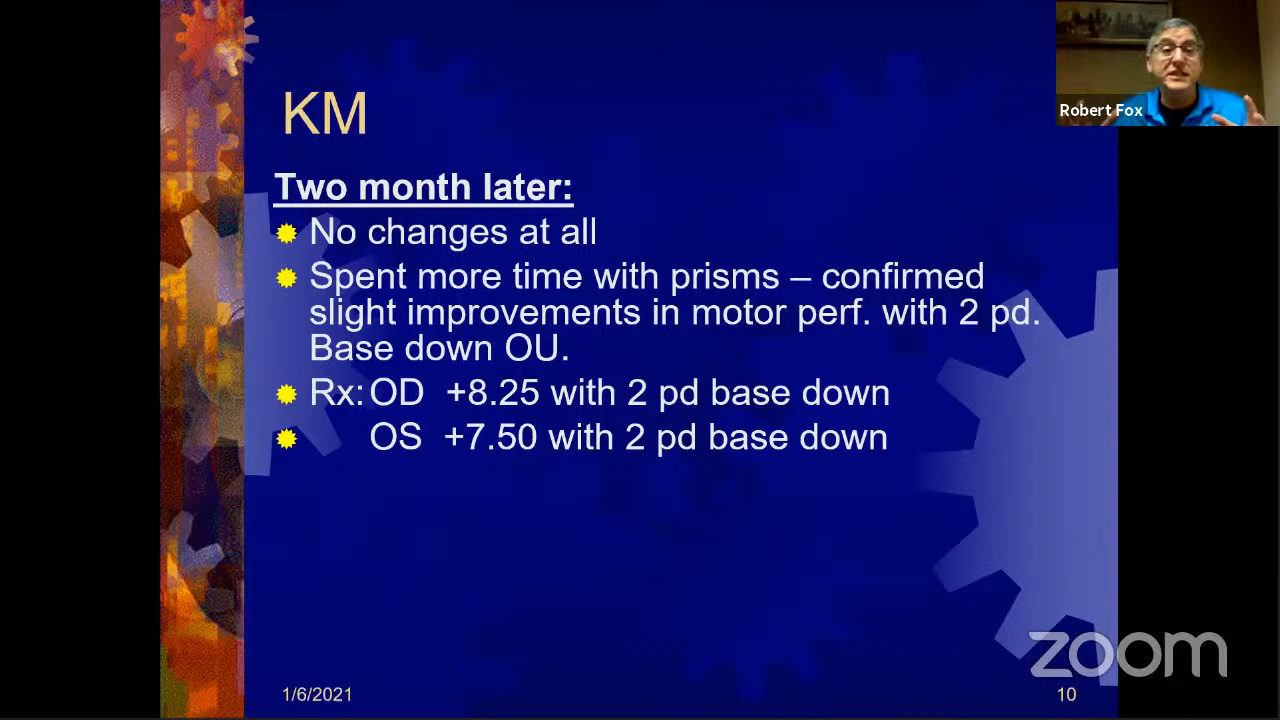 KM
Robert Fox
Two month later:
No changes at all
Spent more time with prisms – confirmed
slight improvements in motor perf. with 2 pd.
Base down OU.
Rx: OD +8.25 with 2 pd base down
OS +7.50 with 2 pd base down
zoom
1/6/2021
10